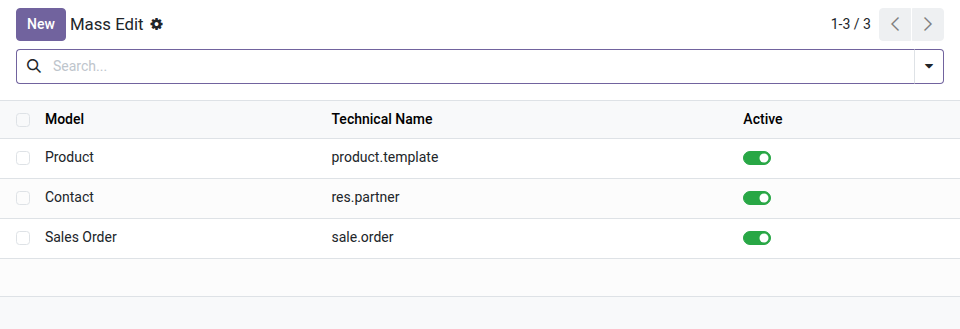 New Mass Edit 1-3 / 3
Search...
Model Technical Name Active
Product product.template
Contact res.partner
Sales Order sale.order